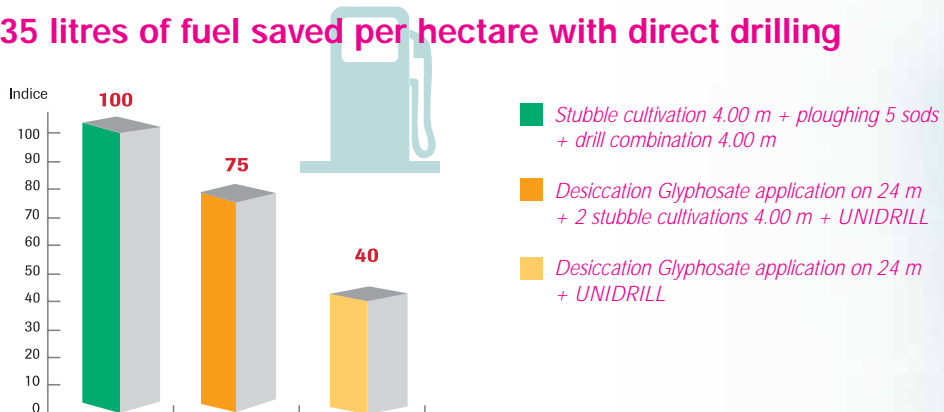 35 litres of fuel saved per hectare with direct drilling
Indice
100
75
40
100
90
80
70
60
50
40
30
20
10
0
Stubble cultivation 4.00 m + ploughing 5 sods
+ drill combination 4.00 m
Desiccation Glyphosate application on 24 m
+ 2 stubble cultivations 4.00 m + UNIDRILL
Desiccation Glyphosate application on 24 m
+ UNIDRILL